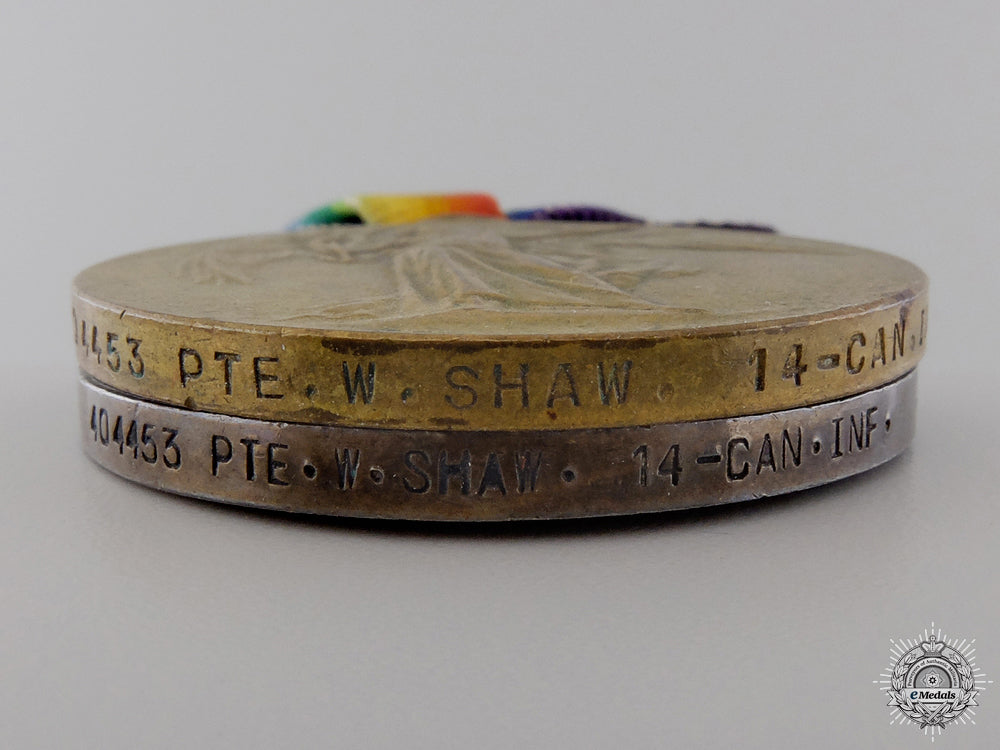 4453 PTE. W. SHAW. 14-CAN.
404453 PTE. W. SHAW. 14-CAN. INF.
eMedals